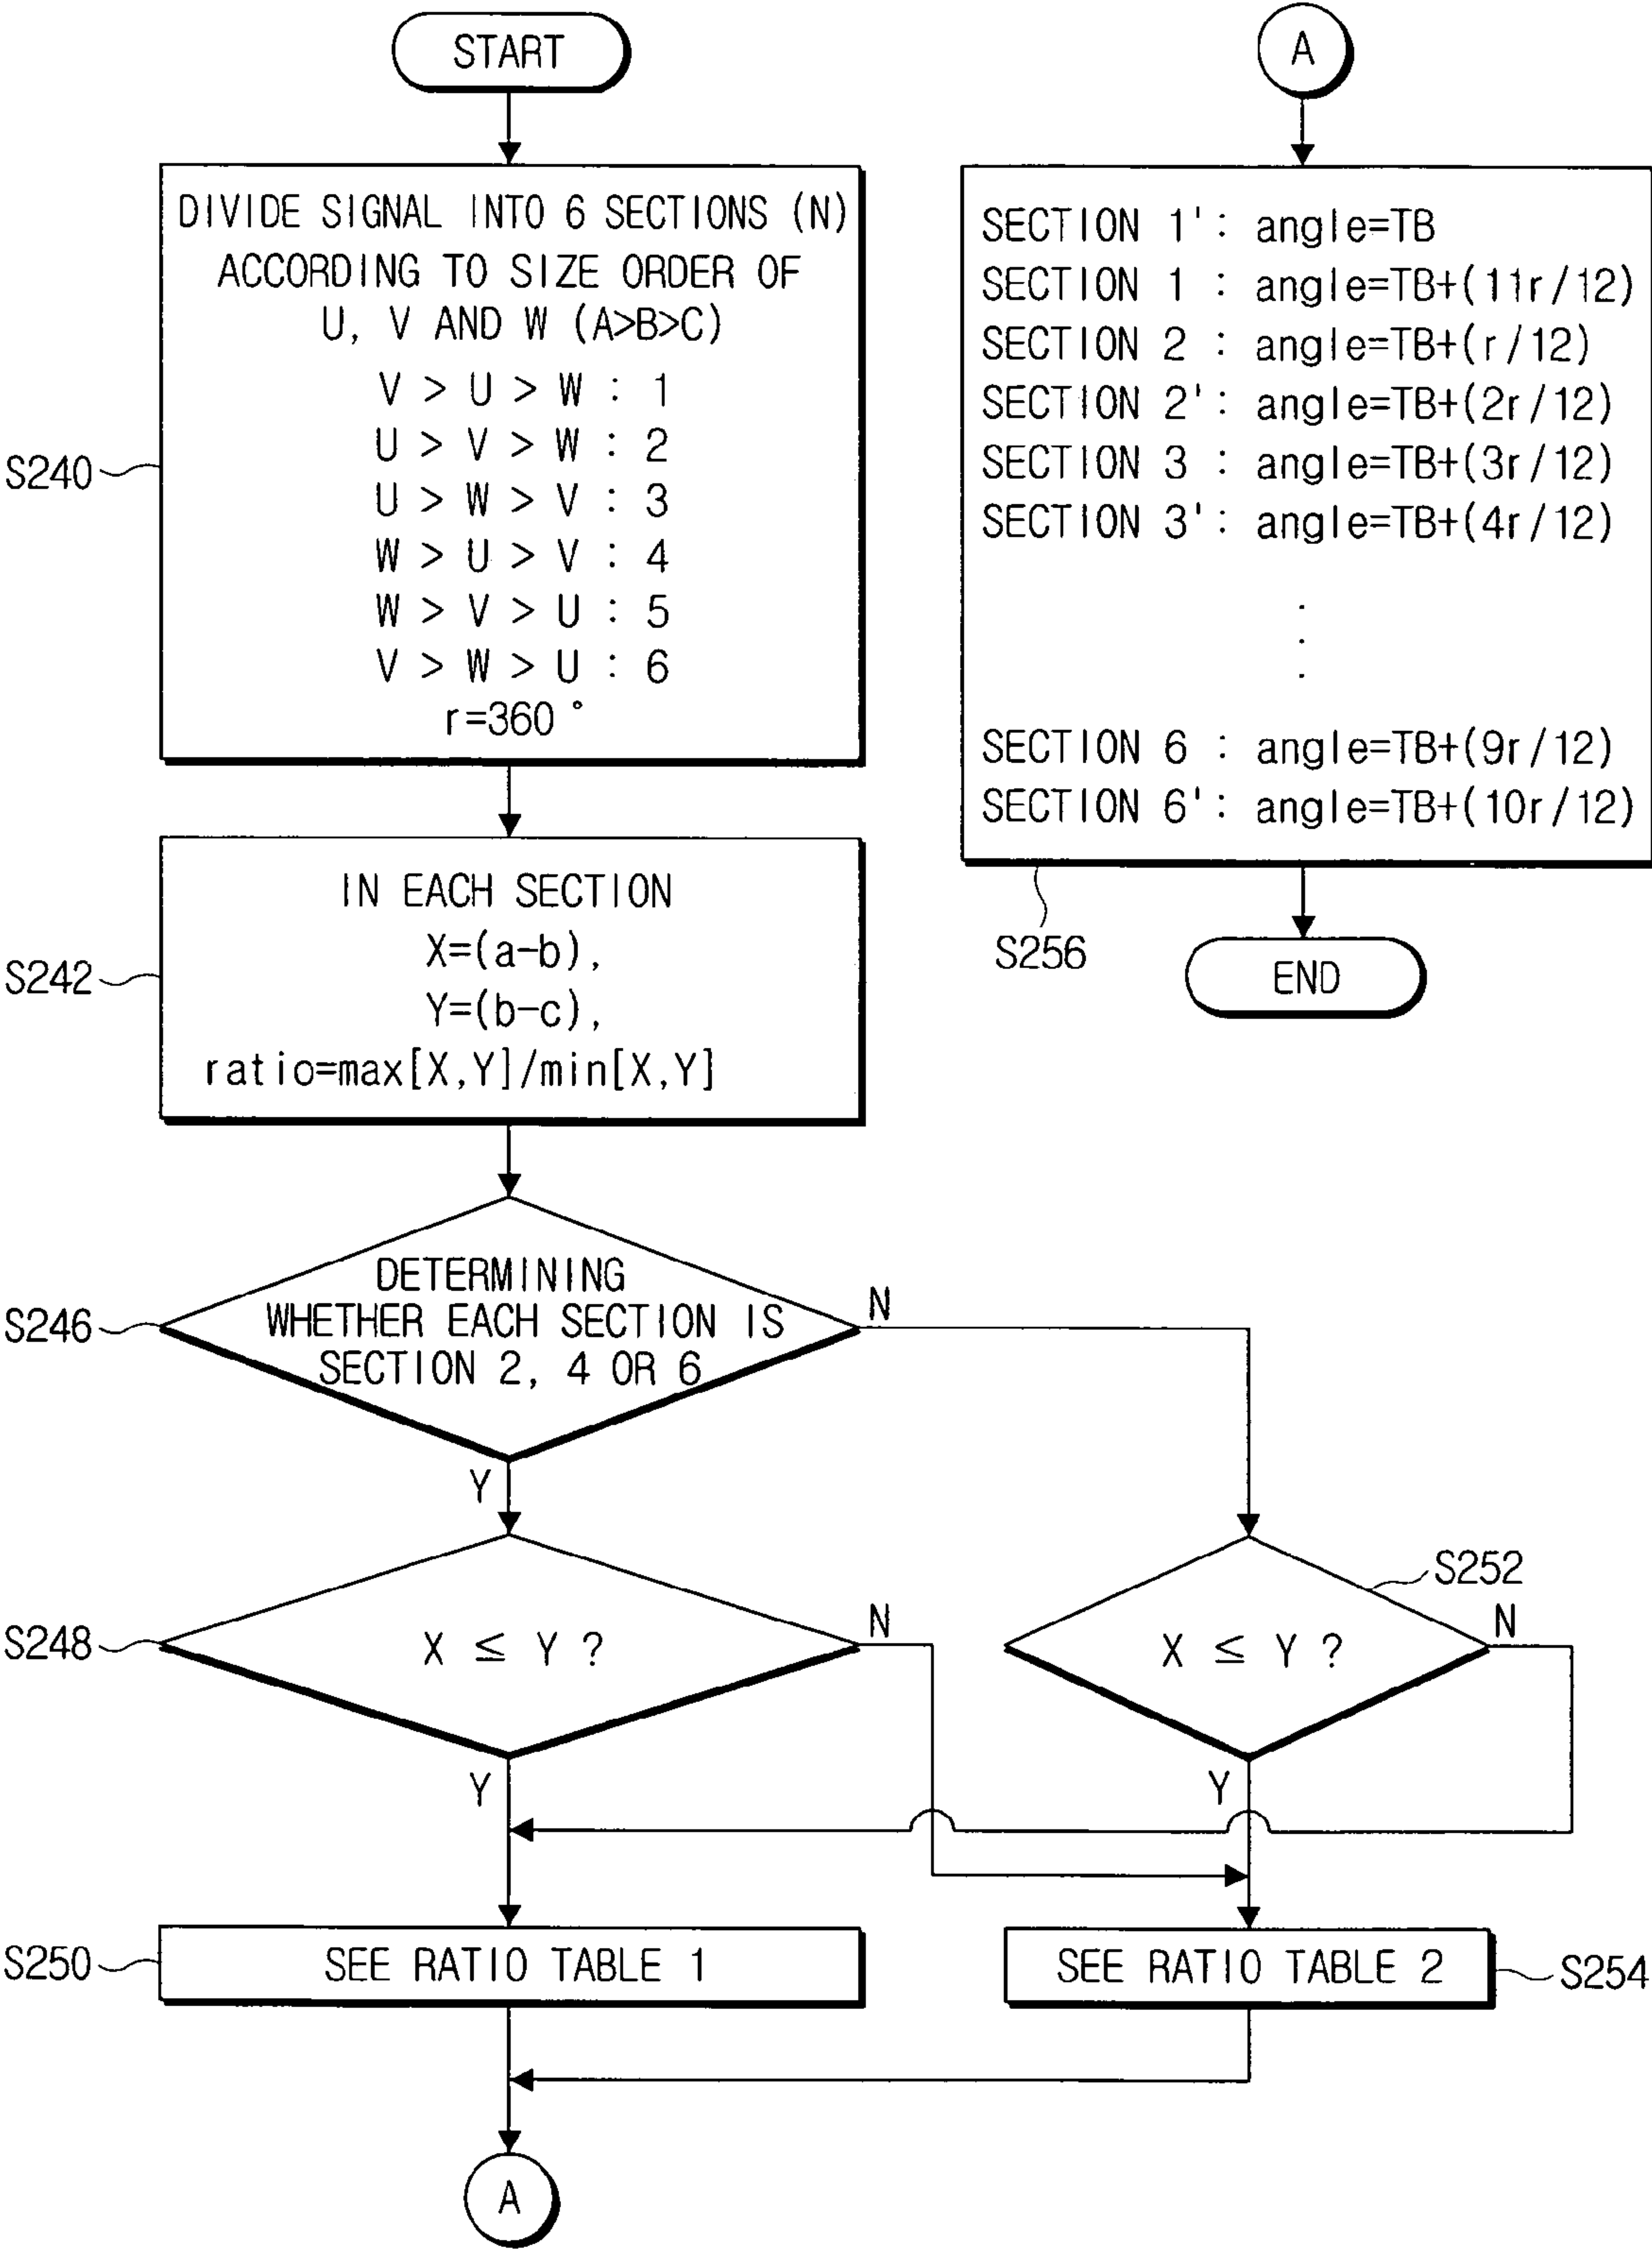 START
DIVIDE SIGNAL INTO 6 SECTIONS (N)
ACCORDING TO SIZE ORDER OF
U, V AND W (A>B>C)
V > U > W : 1
U > V > W : 2
U > W > V : 3
W > U > V : 4
W > V > U : 5
V > W > U : 6
r=360 °
S240
IN EACH SECTION
X=(a-b),
Y=(b-c),
ratio=max[X,Y]/min[X,Y]
S242
DETERMINING
WHETHER EACH SECTION IS
SECTION 2, 4 OR 6
S246
N
Y
X ≤ Y ?
S248
N
Y
X ≤ Y ?
S252
N
Y
SEE RATIO TABLE 1
S250
SEE RATIO TABLE 2
S254
A
A
SECTION 1' : angle=TB
SECTION 1 : angle=TB+(11r/12)
SECTION 2 : angle=TB+(r/12)
SECTION 2' : angle=TB+(2r/12)
SECTION 3 : angle=TB+(3r/12)
SECTION 3' : angle=TB+(4r/12)
.
.
.
SECTION 6 : angle=TB+(9r/12)
SECTION 6' : angle=TB+(10r/12)
S256
END